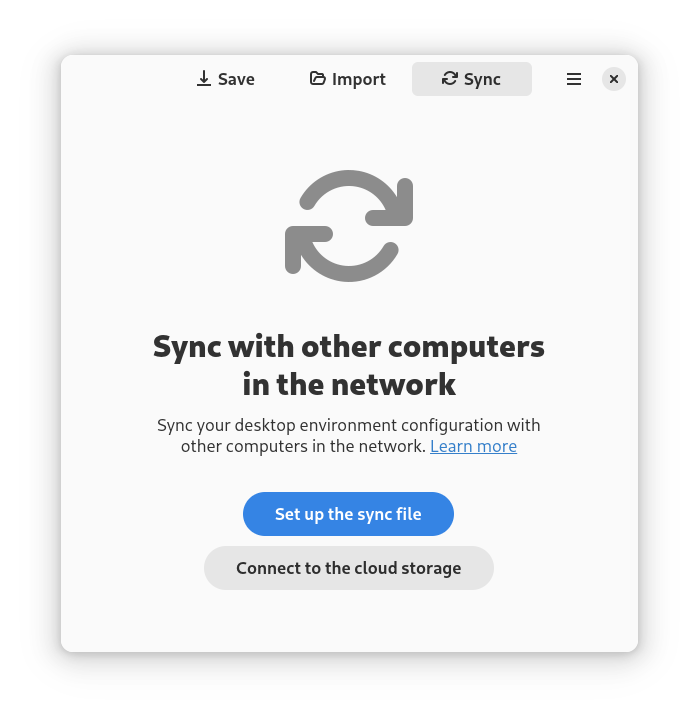 Save Import Sync
Sync with other computers
in the network
Sync your desktop environment configuration with
other computers in the network. Learn more
Set up the sync file
Connect to the cloud storage